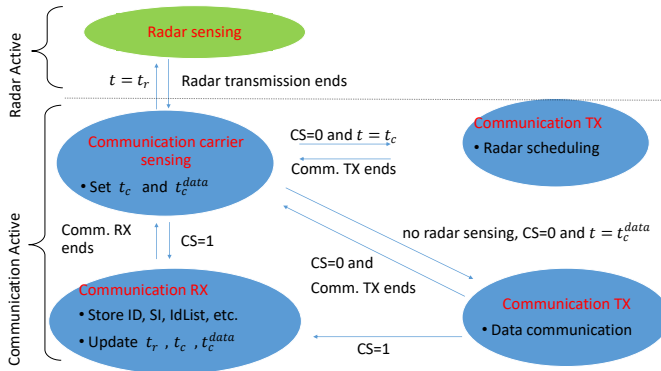 Radar Active
Radar sensing
t = t_r
Radar transmission ends
Communication Active
Communication carrier
sensing
• Set t_c and t_c^{data}
CS=0 and t = t_c
Comm. TX ends
Communication TX
• Radar scheduling
Comm. RX
ends
CS=1
no radar sensing, CS=0 and t = t_c^{data}
CS=0 and
Comm. TX ends
Communication RX
• Store ID, SI, IdList, etc.
• Update t_r , t_c , t_c^{data}
CS=1
Communication TX
• Data communication